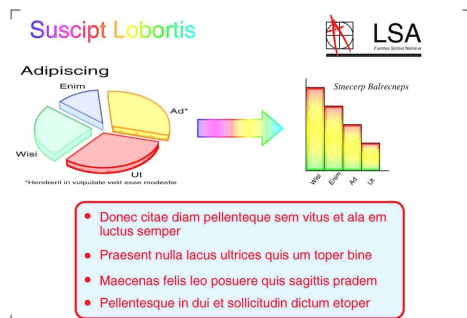 Suscipt Lobortis
LSA
Fusίnes Solber Netoner
Adipiscing
Enim
Ad*
Wisi
Ut
*Hendrerit in vulputate velit esse modestie
Smecerp Balrecneps
Wisi
Enim
Ad
Ut
Donec citae diam pellenteque sem vitus et ala em
luctus semper
Praesent nulla lacus ultrices quis um toper bine
Maecenas felis leo posuere quis sagittis pradem
Pellentesque in dui et sollicitudin dictum etoper